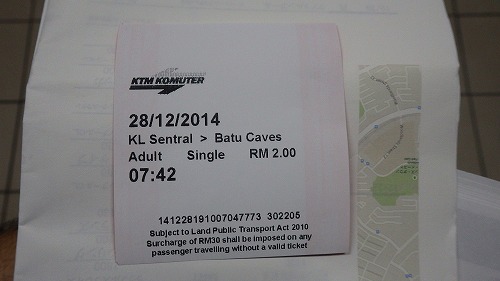 KTM KOMUTER
28/12/2014
KL Sentral > Batu Caves
Adult Single RM 2.00
07:42
141228191007047773 302205
Subject to Land Public Transport Act 2010
Surcharge of RM30 shall be imposed on any
passenger travelling without a valid ticket